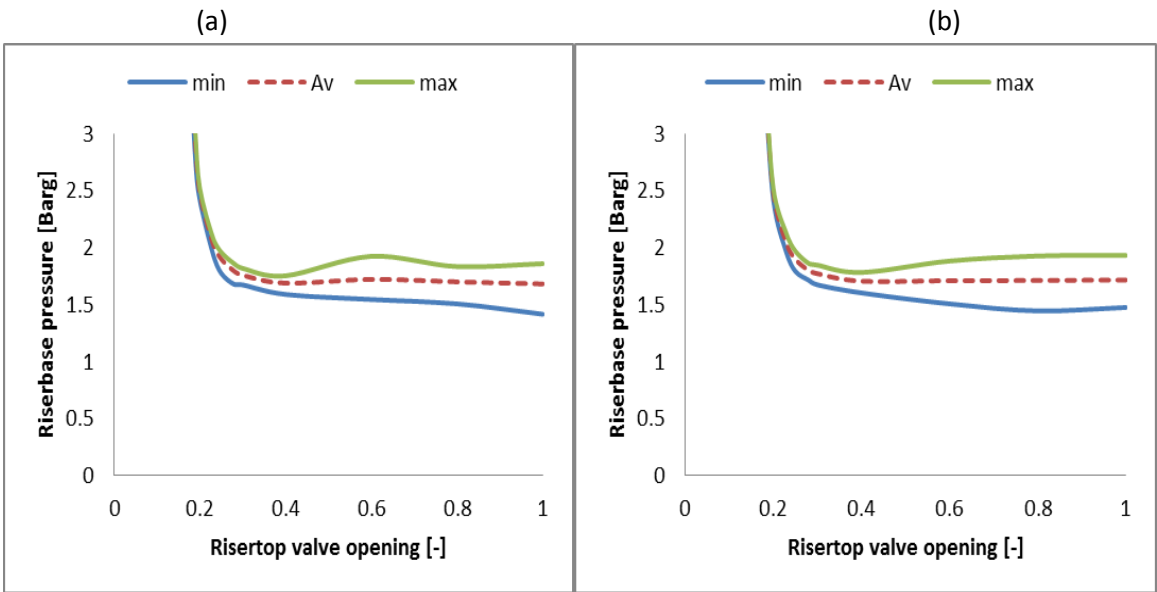 (a)
(b)
min Av max
3
2.5
2
1.5
1
0.5
0
Riserbase pressure [Barg]
0 0.2 0.4 0.6 0.8 1
Risertop valve opening [-]
min Av max
3
2.5
2
1.5
1
0.5
0
Riserbase pressure [Barg]
0 0.2 0.4 0.6 0.8 1
Risertop valve opening [-]